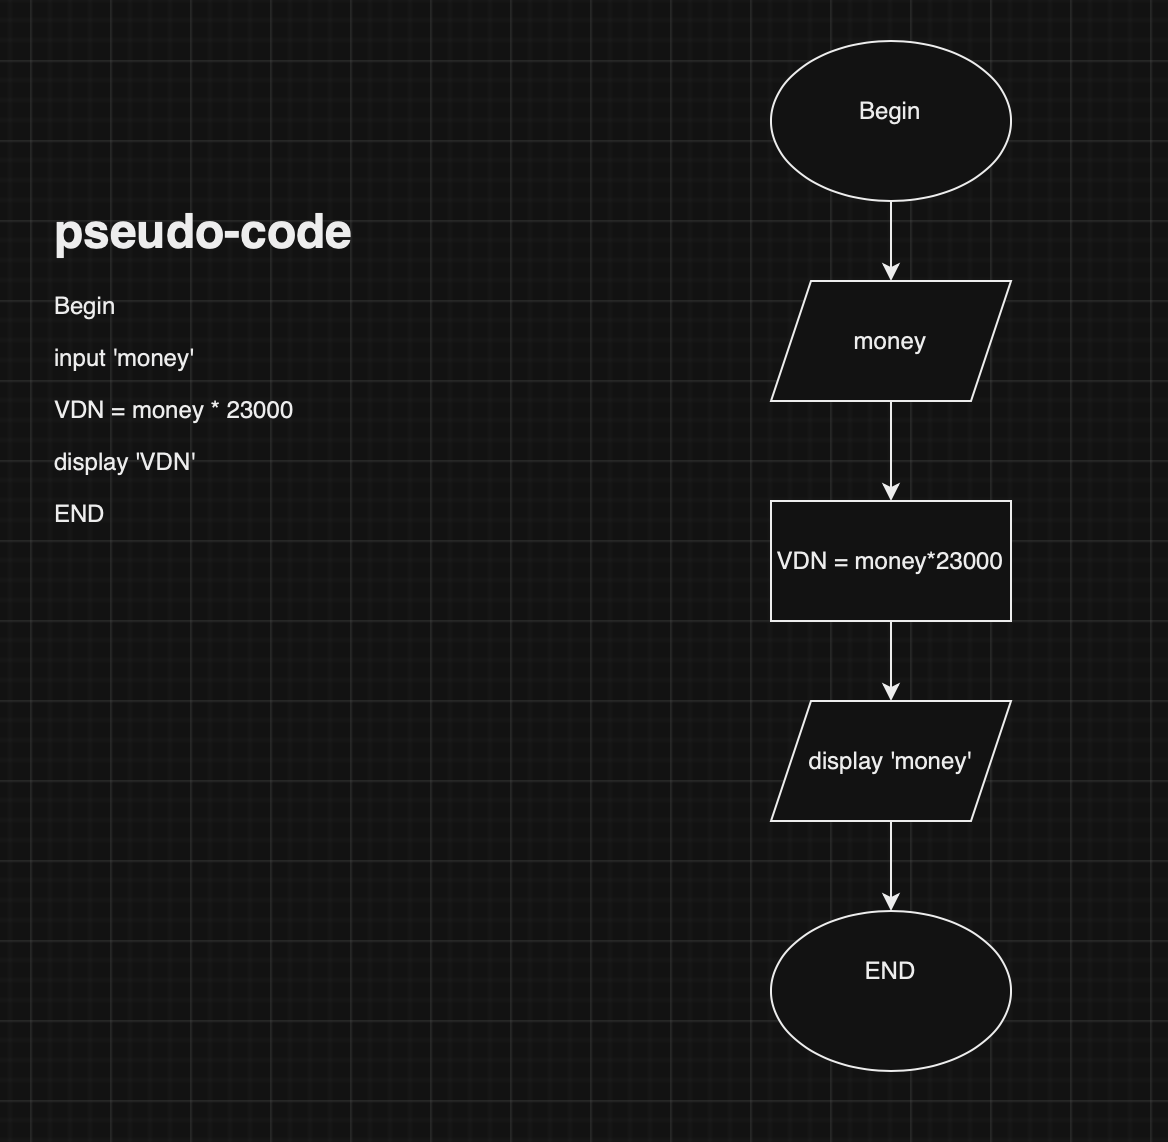 pseudo-code
Begin
input 'money'
VDN = money * 23000
display 'VDN'
END
Begin
money
VDN = money*23000
display 'money'
END